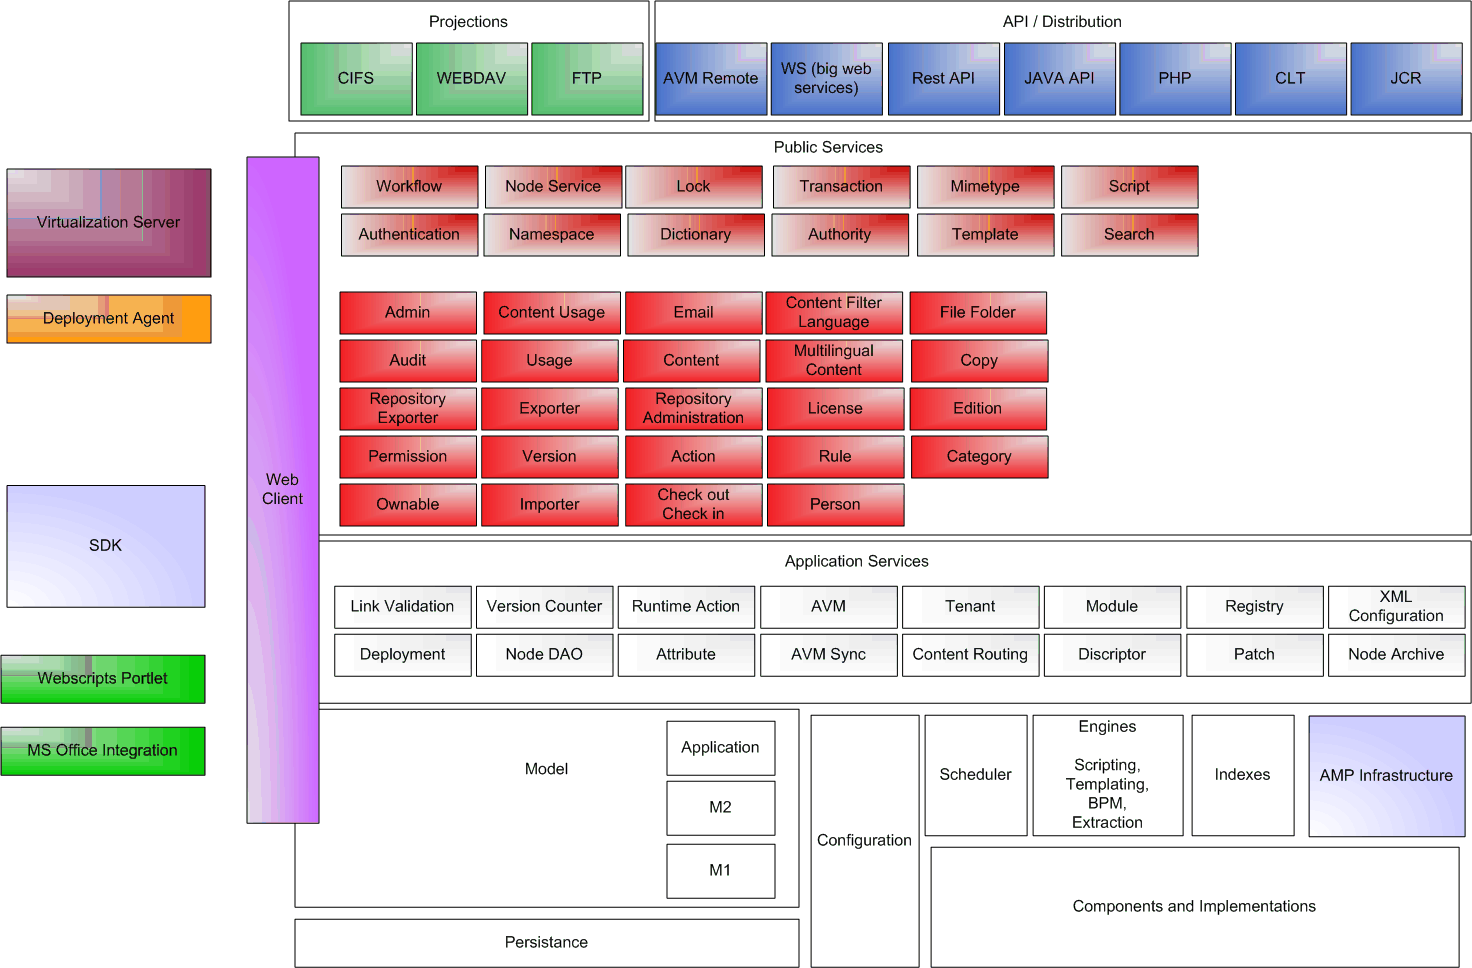 Projections
API / Distribution
CIFS
WEBDAV
FTP
AVM Remote
WS (big web
services)
Rest API
JAVA API
PHP
CLT
JCR
Public Services
Workflow
Node Service
Lock
Transaction
Mimetype
Script
Authentication
Namespace
Dictionary
Authority
Template
Search
Admin
Content Usage
Email
Content Filter
Language
File Folder
Audit
Usage
Content
Multilingual
Content
Copy
Repository
Exporter
Exporter
Repository
Administration
License
Edition
Permission
Version
Action
Rule
Category
Ownable
Importer
Check out
Check in
Person
Virtualization Server
Deployment Agent
SDK
Webscripts Portlet
MS Office Integration
Web
Client
Application Services
Link Validation
Version Counter
Runtime Action
AVM
Tenant
Module
Registry
XML
Configuration
Deployment
Node DAO
Attribute
AVM Sync
Content Routing
Discriptor
Patch
Node Archive
Model
Application
M2
M1
Persistance
Configuration
Scheduler
Engines
Scripting,
Templating,
BPM,
Extraction
Indexes
AMP Infrastructure
Components and Implementations